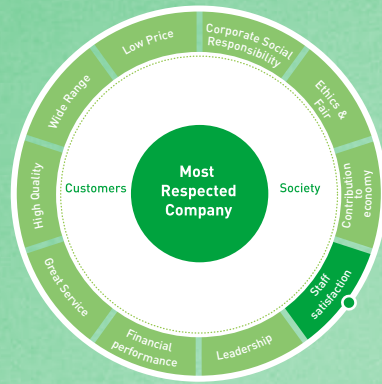 Low Price
Corporate Social
Responsibility
Ethics &
Fair
Contribution
to
economy
Staff
satisfaction
Leadership
Financial
performance
Great Service
High Quality
Wide Range
Customers
Most
Respected
Company
Society